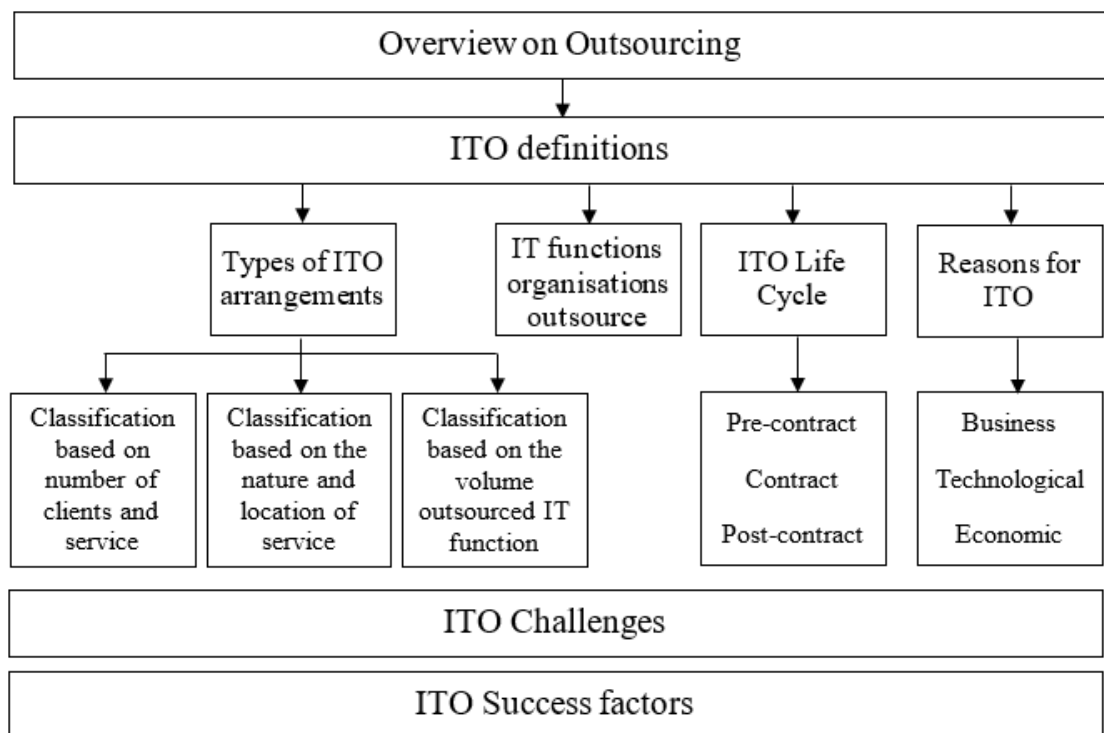 Overview on Outsourcing
ITO definitions
Types of ITO
arrangements
IT functions
organisations
outsource
ITO Life
Cycle
Reasons for
ITO
Classification
based on
number of
clients and
service
Classification
based on the
nature and
location of
service
Classification
based on the
volume
outsourced IT
function
Pre-contract
Contract
Post-contract
Business
Technological
Economic
ITO Challenges
ITO Success factors